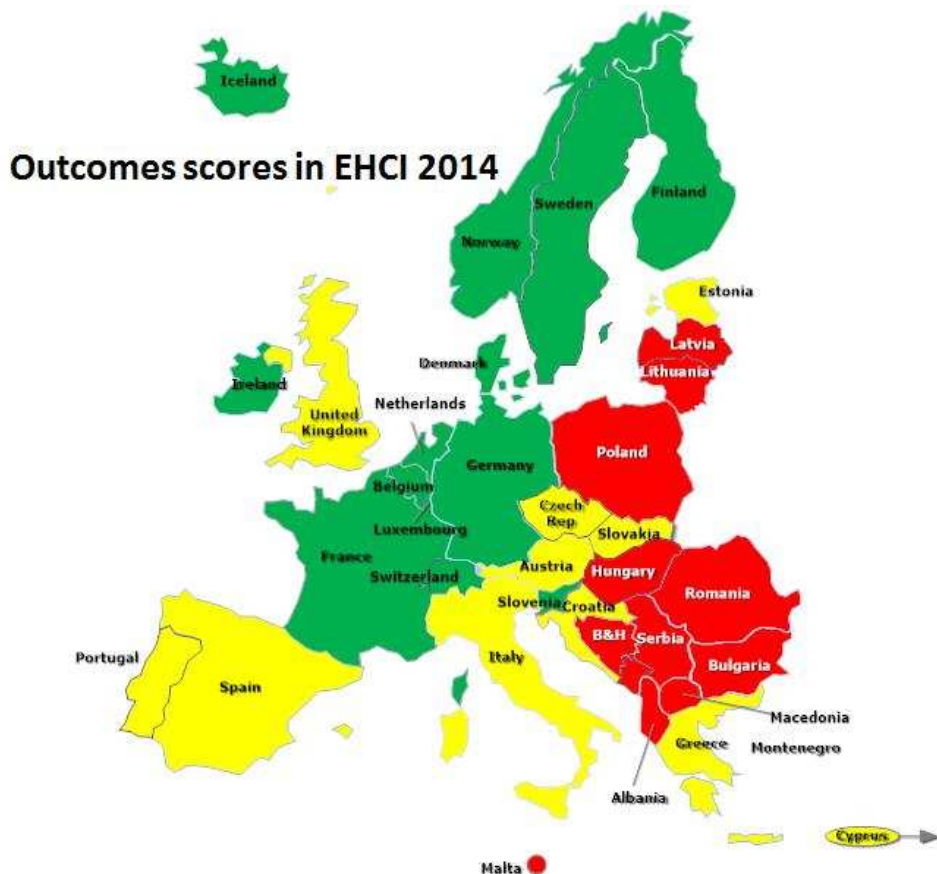 Iceland
Outcomes scores in EHCI 2014
Finland
Sweden
Norway
Estonia
Latvia
Denmark
Lithuania
Ireland
Netherlands
United
Kingdom
Poland
Germany
Belgium
Czech
Rep
Luxembourg
Slovakia
France
Austria
Switzerland
Hungary
Slovenia
Croatia
Romania
B&H
Serbia
Portugal
Italy
Bulgaria
Spain
Macedonia
Greece
Montenegro
Albania
Cyprus
Malta